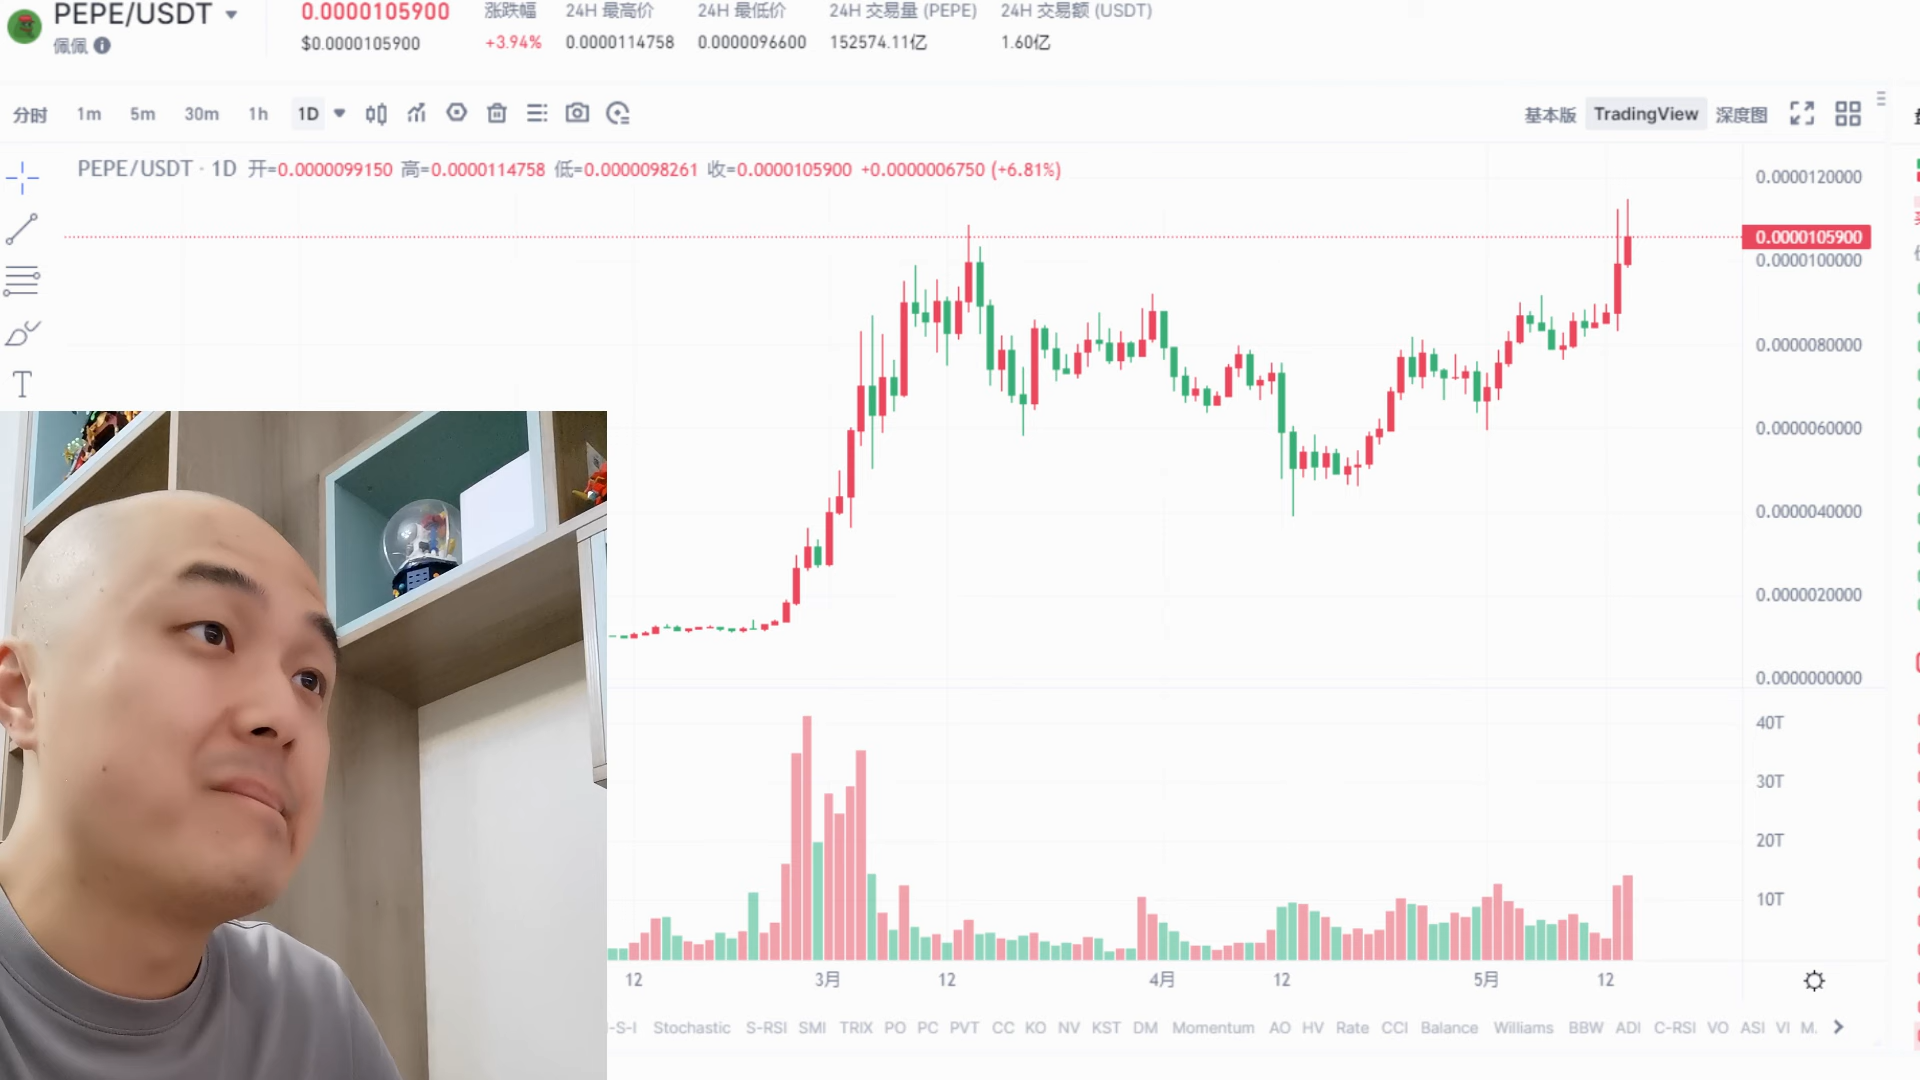 PEPE/USDT
佩佩
0.0000105900
$0.0000105900
涨跌幅
+3.94%
24H 最高价
0.0000114758
24H 最低价
0.0000096600
24H 交易量 (PEPE)
152574.11亿
24H 交易额 (USDT)
1.60亿
分时 1m 5m 30m 1h 1D
基本版 TradingView 深度图
PEPE/USDT · 1D 开=0.0000099150 高=0.0000114758 低=0.0000098261 收=0.0000105900 +0.0000006750 (+6.81%)
0.0000120000
0.0000105900
0.0000100000
0.0000080000
0.0000060000
0.0000040000
0.0000020000
0.0000000000
40T
30T
20T
10T
12 3月 12 4月 12 5月 12
-S-I Stochastic S-RSI SMI TRIX PO PC PVT CC KO NV KST DM Momentum AO HV Rate CCI Balance Williams BBW ADI C-RSI VO ASI VI M.